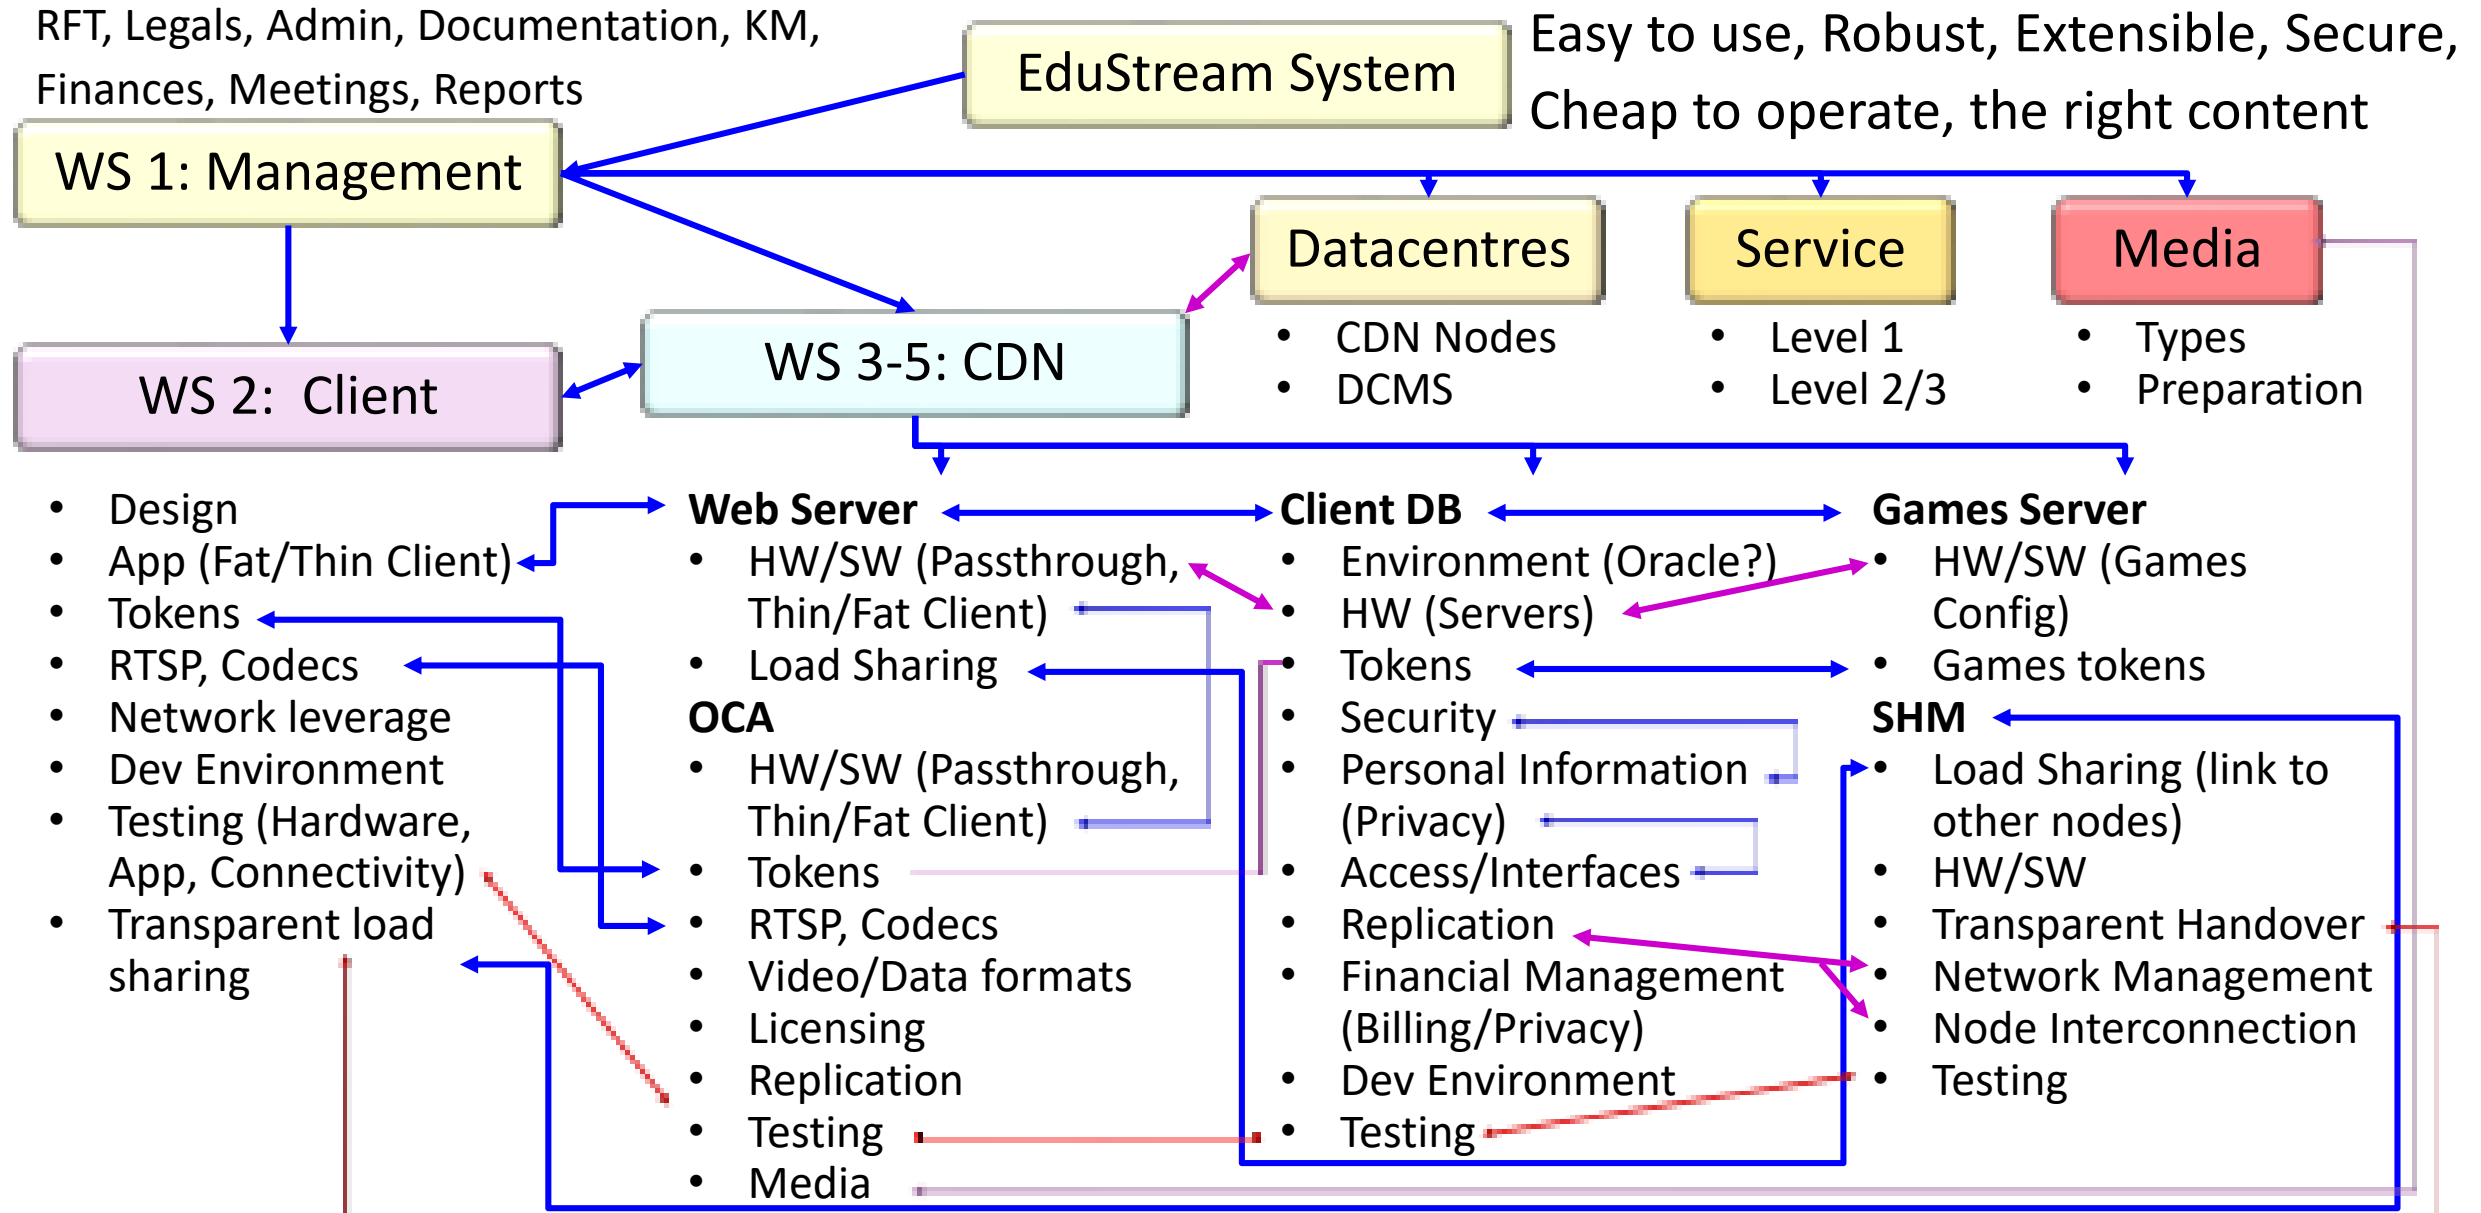 RFT, Legals, Admin, Documentation, KM,
Finances, Meetings, Reports
EduStream System
Easy to use, Robust, Extensible, Secure,
Cheap to operate, the right content
WS 1: Management
Datacentres
• CDN Nodes
• DCMS
Service
• Level 1
• Level 2/3
Media
• Types
• Preparation
WS 2:  Client
WS 3-5: CDN
• Design
• App (Fat/Thin Client)
• Tokens
• RTSP, Codecs
• Network leverage
• Dev Environment
• Testing (Hardware,
App, Connectivity)
• Transparent load
sharing
Web Server
• HW/SW (Passthrough,
Thin/Fat Client)
• Load Sharing
OCA
• HW/SW (Passthrough,
Thin/Fat Client)
• Tokens
• RTSP, Codecs
• Video/Data formats
• Licensing
• Replication
• Testing
• Media
Client DB
• Environment (Oracle?)
• HW (Servers)
• Tokens
• Security
• Personal Information
(Privacy)
• Access/Interfaces
• Replication
• Financial Management
(Billing/Privacy)
• Dev Environment
• Testing
Games Server
• HW/SW (Games
Config)
• Games tokens
SHM
• Load Sharing (link to
other nodes)
• HW/SW
• Transparent Handover
• Network Management
• Node Interconnection
• Testing